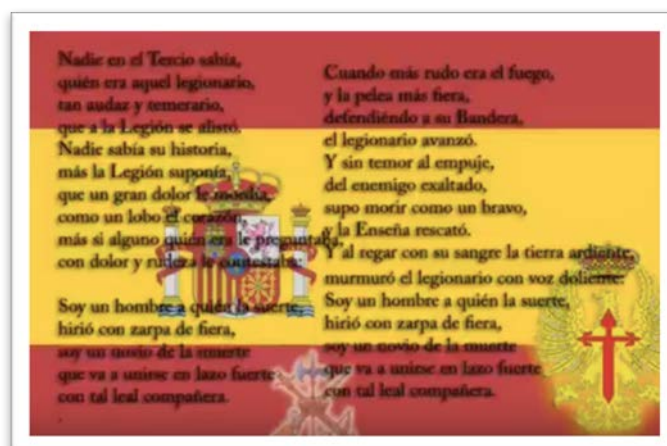 Nadie en el Tercio sabía,
quién era aquel legionario,
tan audaz y temerario,
que a la Legión se alistó.
Nadie sabía su historia,
más la Legión suponía,
que un gran dolor le mordía,
como un lobo el corazón,
más si alguno quién era le preguntaba,
con dolor y rudeza le contestaba:
Soy un hombre a quién la suerte,
hirió con zarpa de fiera,
soy un novio de la muerte
que va a unirse en lazo fuerte
con tal leal compañera.
Cuando más rudo era el fuego,
y la pelea más fiera,
defendiéndo a su Bandera,
el legionario avanzó.
Y sin temor al empuje,
del enemigo exaltado,
supo morir como un bravo,
y la Enseña rescató.
Y al regar con su sangre la tierra ardiente,
murmuró el legionario con voz doliente:
Soy un hombre a quién la suerte,
hirió con zarpa de fiera,
soy un novio de la muerte
que va a unirse en lazo fuerte
con tal leal compañera.